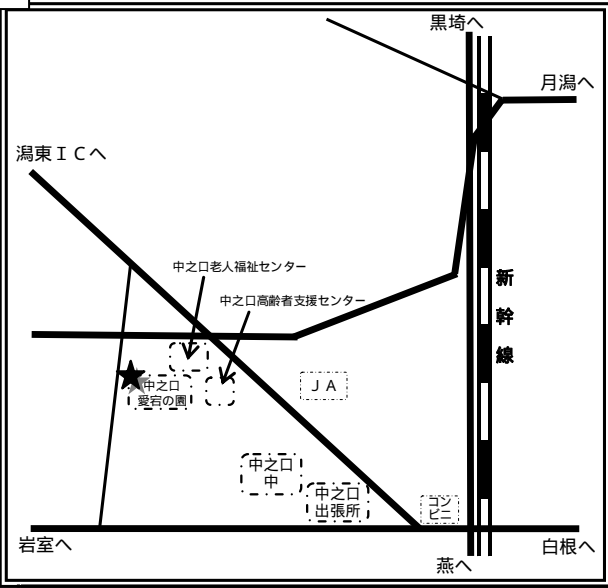 黒埼へ
月潟へ
潟東ＩＣへ
中之口老人福祉センター
新
幹
線
中之口高齢者支援センター
ＪＡ
中之口
愛宕の園
中之口
中
中之口
出張所
コン
ビニ
岩室へ
白根へ
燕へ